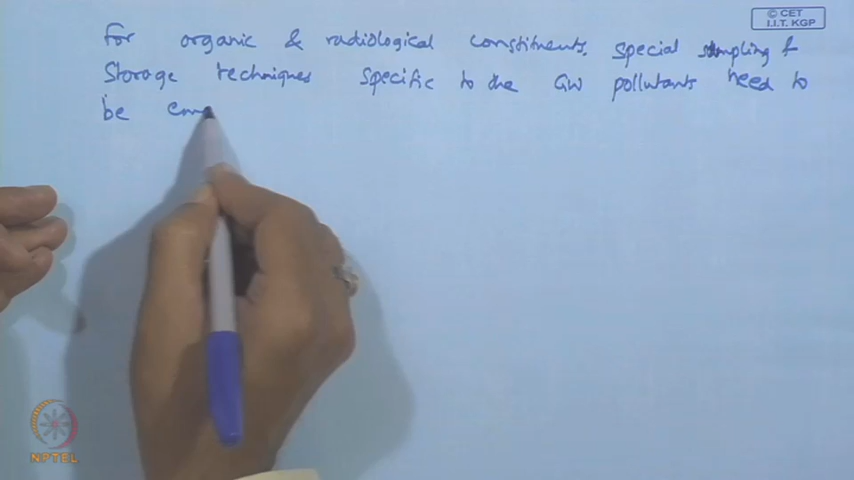 © CET
I.I.T. KGP
For organic & radiological constituents, special sampling &
storage techniques specific to the GW pollutants need to
be em
NPTEL